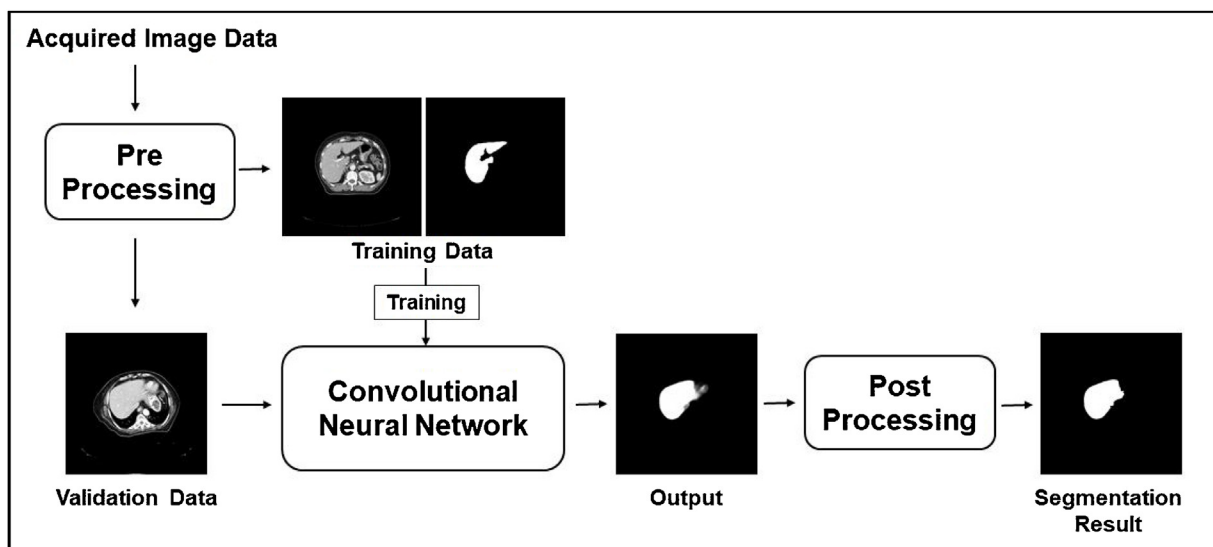 Acquired Image Data
Pre
Processing
Training Data
Training
Convolutional
Neural Network
Post
Processing
Validation Data
Output
Segmentation
Result